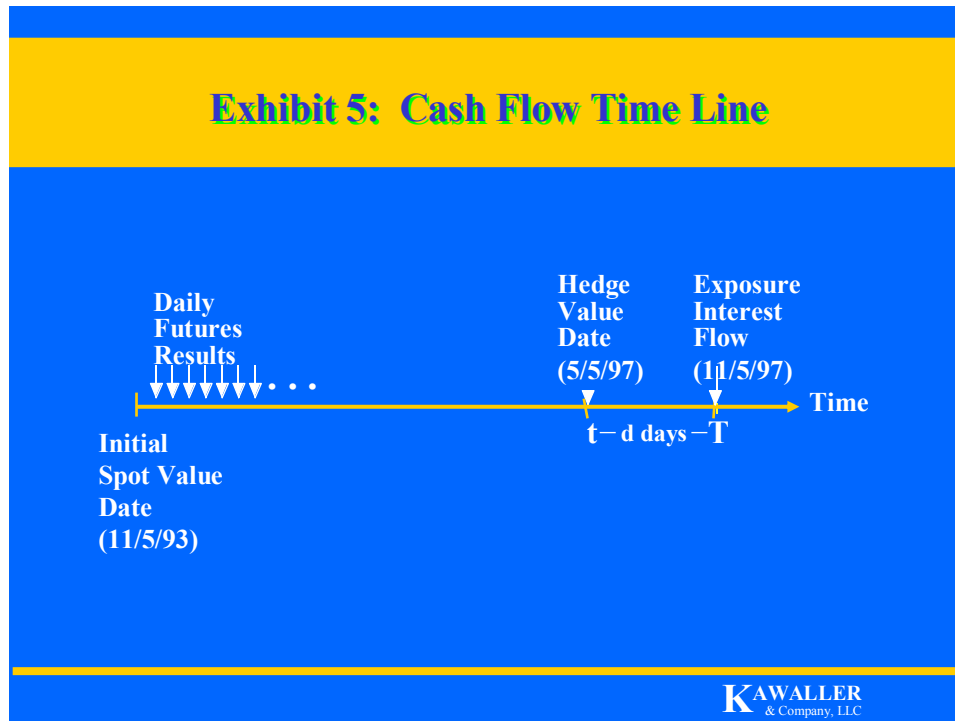 Exhibit 5: Cash Flow Time Line
Daily
Futures
Results
. . .
Hedge
Value
Date
(5/5/97)
Exposure
Interest
Flow
(11/5/97)
Time
t – d days – T
Initial
Spot Value
Date
(11/5/93)
KAWALLER
& Company, LLC